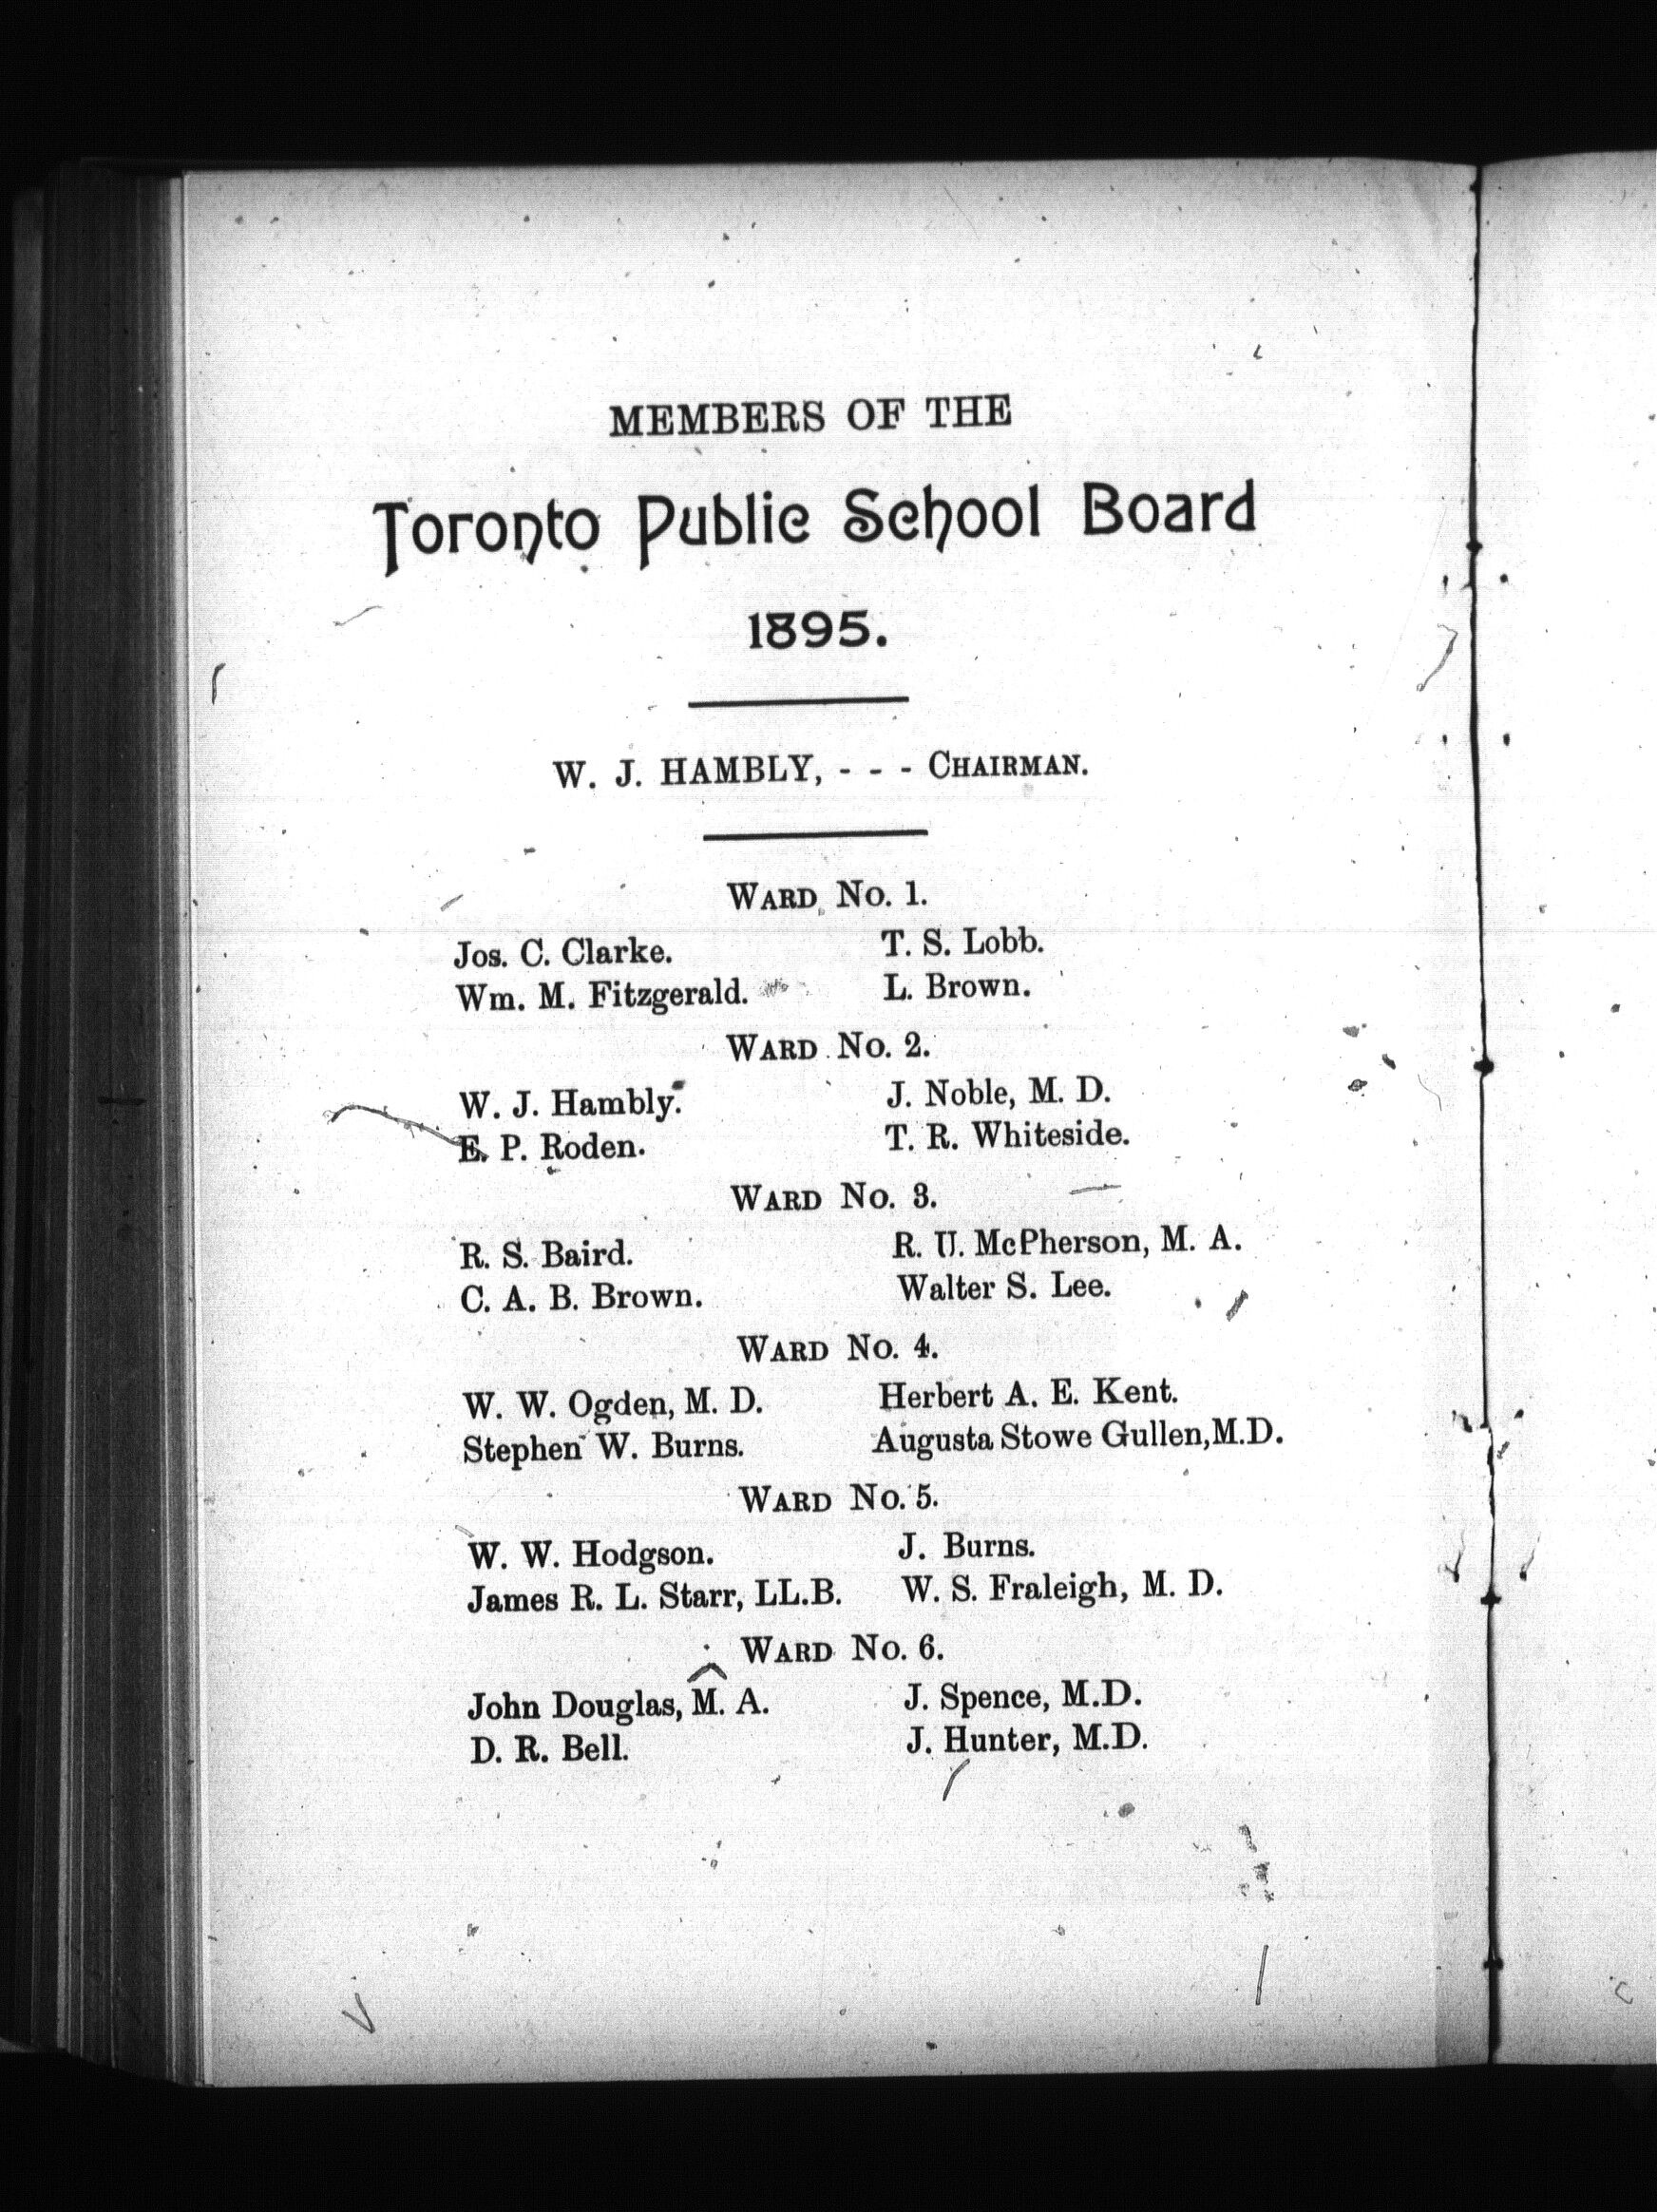 MEMBERS OF THE
Toronto Public School Board
1895.
W. J. HAMBLY, - - - CHAIRMAN.
WARD No. 1.
Jos. C. Clarke. T. S. Lobb.
Wm. M. Fitzgerald. L. Brown.
WARD No. 2.
W. J. Hambly. J. Noble, M. D.
E. P. Roden. T. R. Whiteside.
WARD No. 3.
R. S. Baird. R. U. McPherson, M. A.
C. A. B. Brown. Walter S. Lee.
WARD No. 4.
W. W. Ogden, M. D. Herbert A. E. Kent.
Stephen W. Burns. Augusta Stowe Gullen, M.D.
WARD No. 5.
W. W. Hodgson. J. Burns.
James R. L. Starr, LL.B. W. S. Fraleigh, M. D.
WARD No. 6.
John Douglas, M. A. J. Spence, M.D.
D. R. Bell. J. Hunter, M.D.